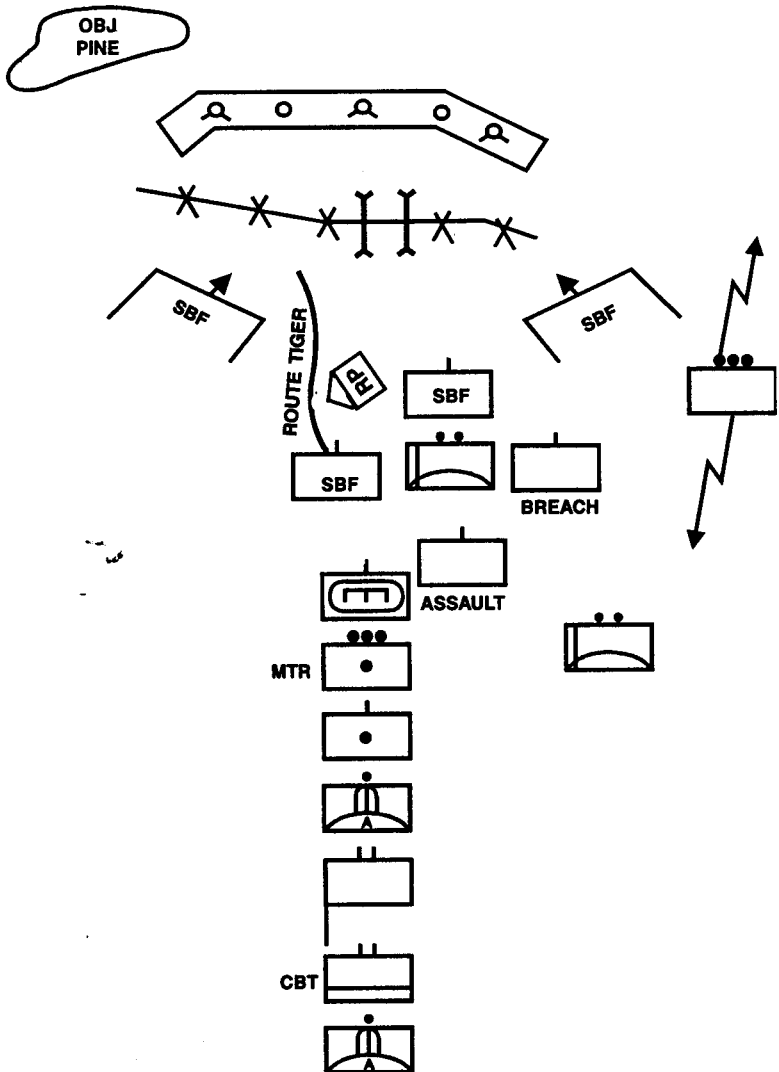 OBJ
PINE
SBF
SBF
ROUTE TIGER
RP
SBF
SBF
BREACH
ASSAULT
MTR
A
CBT
A